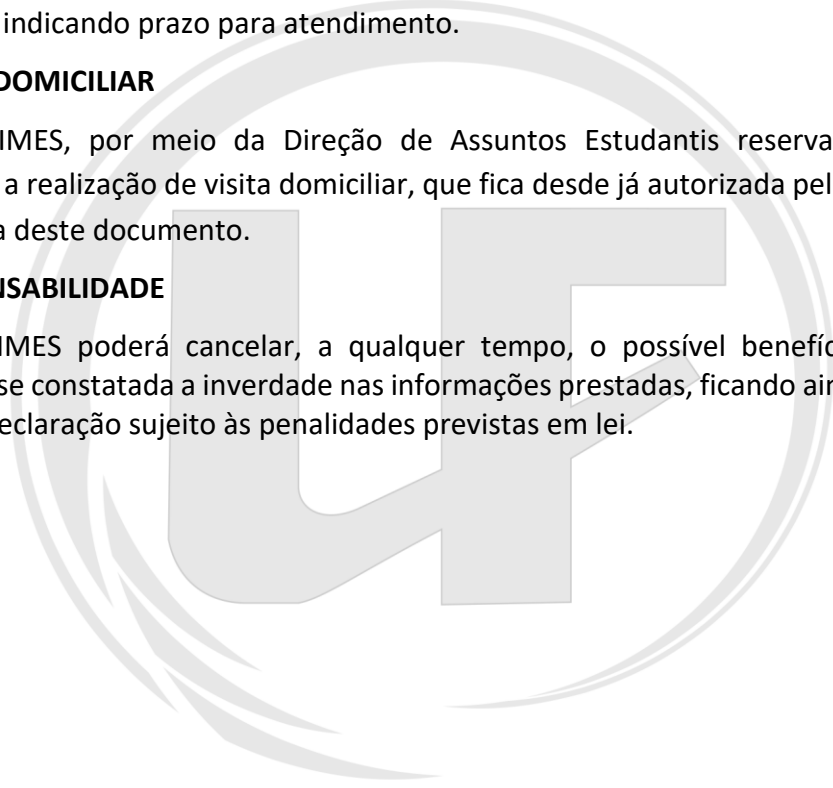 indicando prazo para atendimento.
DOMICILIAR
IMES, por meio da Direção de Assuntos Estudantis reserva
a realização de visita domiciliar, que fica desde já autorizada pel
a deste documento.
NSABILIDADE
IMES poderá cancelar, a qualquer tempo, o possível benefíc
se constatada a inverdade nas informações prestadas, ficando ain
eclaração sujeito às penalidades previstas em lei.
UF